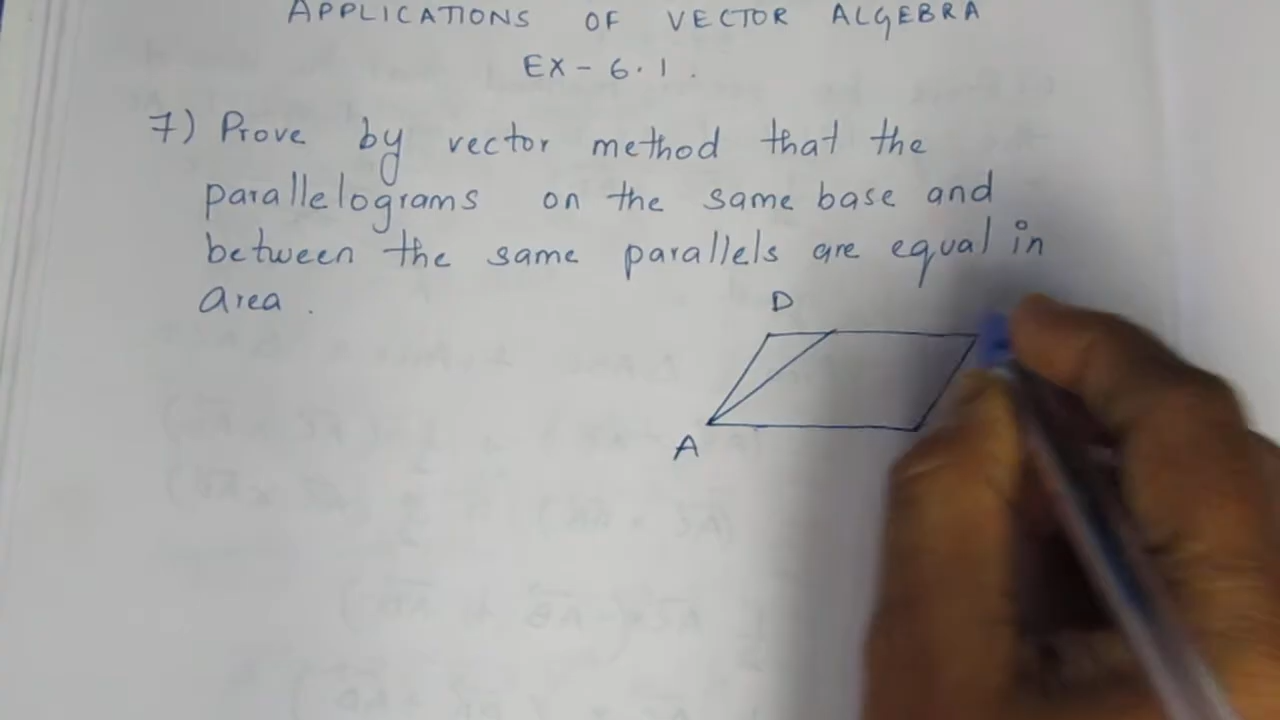 APPLICATIONS OF VECTOR ALGEBRA
EX - 6.1.
7) Prove by vector method that the
parallelograms on the same base and
between the same parallels are equal in
area.
D
A